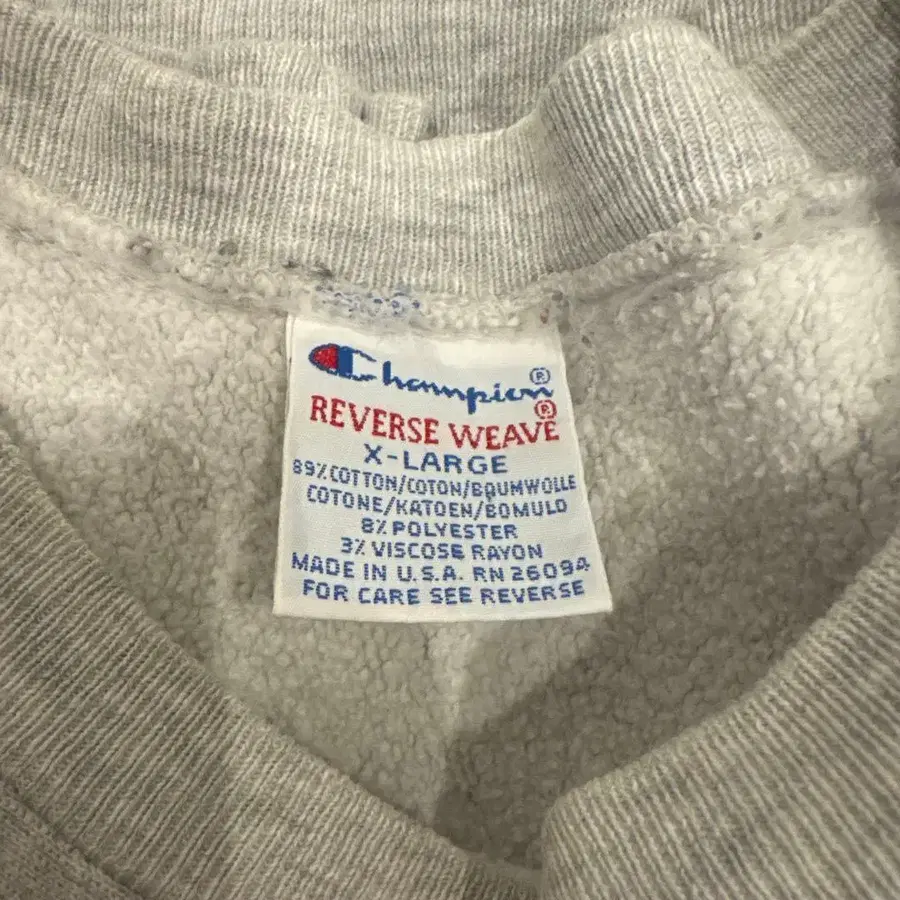 Champion®
REVERSE WEAVE®
X-LARGE
89% COTTON/COTON/BAUMWOLLE
COTONE/KATOEN/BOMULD
8% POLYESTER
3% VISCOSE RAYON
MADE IN U.S.A. RN 26094
FOR CARE SEE REVERSE